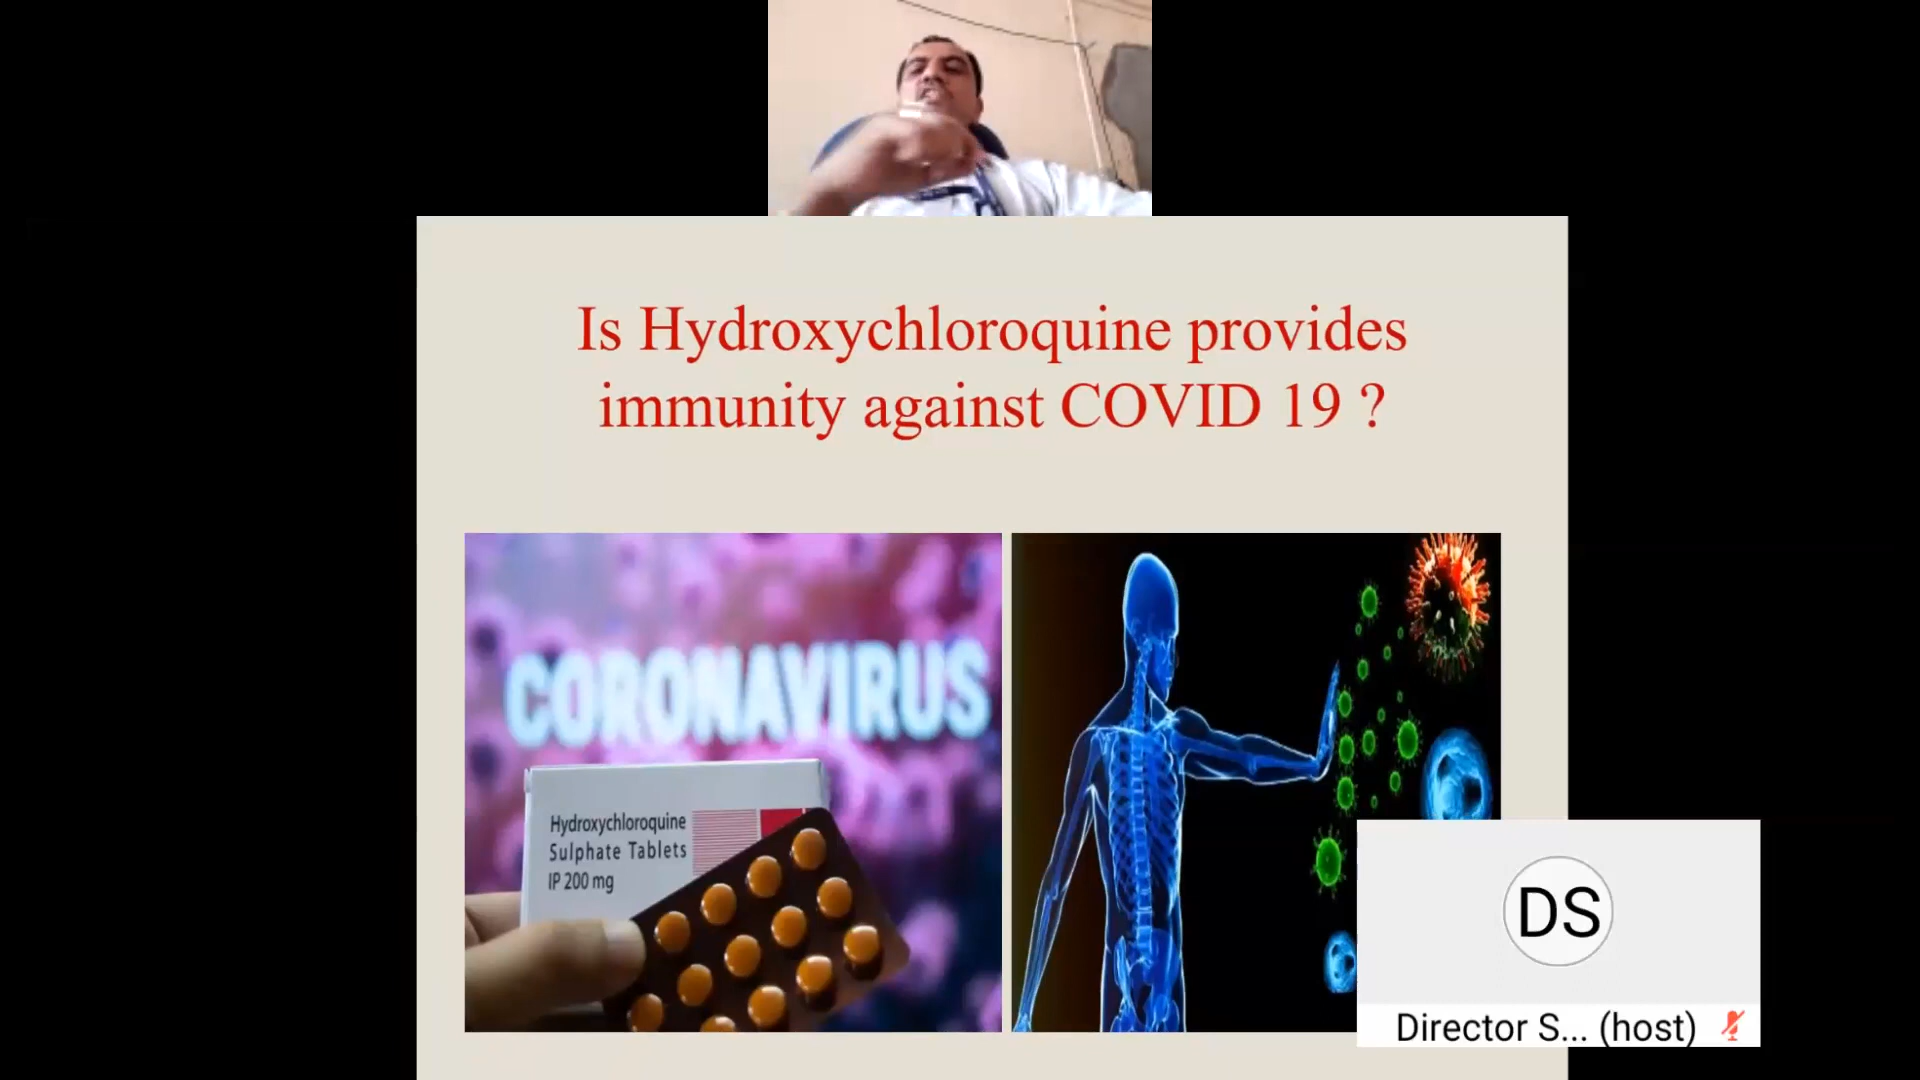 Is Hydroxychloroquine provides
immunity against COVID 19 ?
CORONAVIRUS
Hydroxychloroquine
Sulphate Tablets
IP 200 mg
DS
Director S... (host)